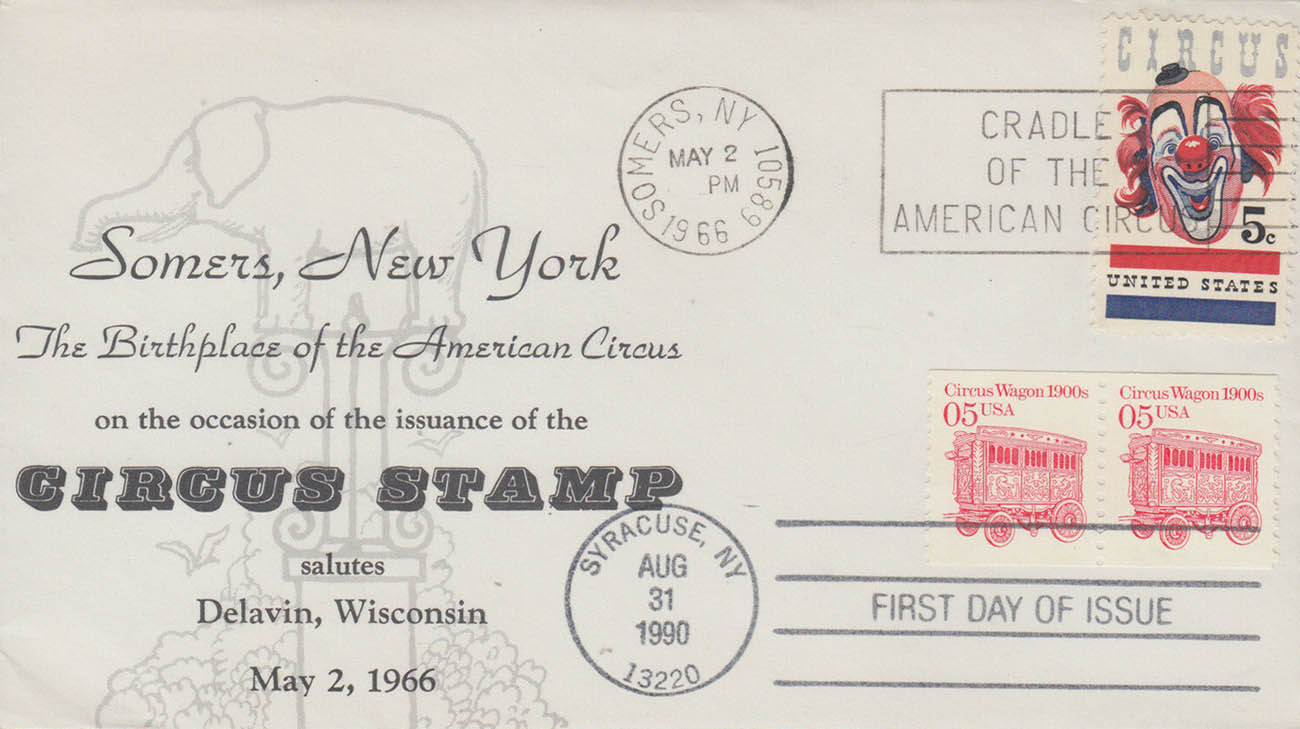 Somers, New York
The Birthplace of the American Circus
on the occasion of the issuance of the
CIRCUS STAMP
salutes
Delavin, Wisconsin
May 2, 1966
SOMERS, NY 10589
MAY 2
PM
1966
CRADLE
OF THE
AMERICAN CIRCUS
CIRCUS
5c
UNITED STATES
Circus Wagon 1900s
05 USA
Circus Wagon 1900s
05 USA
SYRACUSE, NY
AUG
31
1990
13220
FIRST DAY OF ISSUE